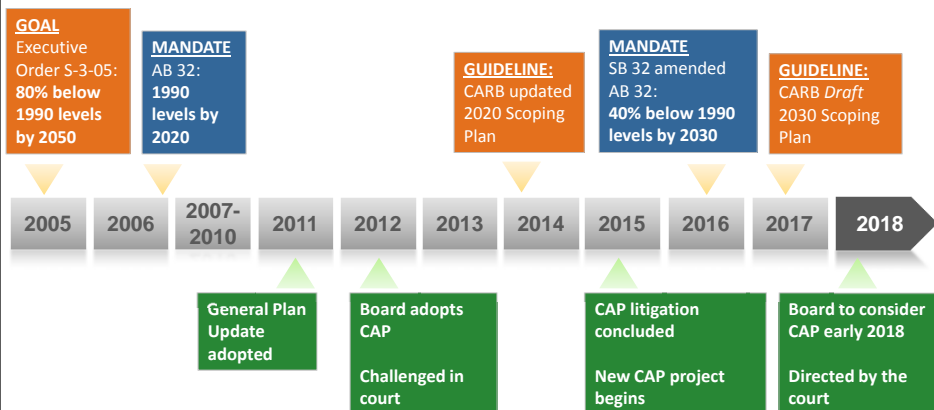 GOAL
Executive
Order S-3-05:
80% below
1990 levels
by 2050
MANDATE
AB 32:
1990
levels by
2020
GUIDELINE:
CARB updated
2020 Scoping
Plan
MANDATE
SB 32 amended
AB 32:
40% below 1990
levels by 2030
GUIDELINE:
CARB Draft
2030 Scoping
Plan
2005
2006
2007-
2010
2011
2012
2013
2014
2015
2016
2017
2018
General Plan
Update
adopted
Board adopts
CAP
Challenged in
court
CAP litigation
concluded
New CAP project
begins
Board to consider
CAP early 2018
Directed by the
court